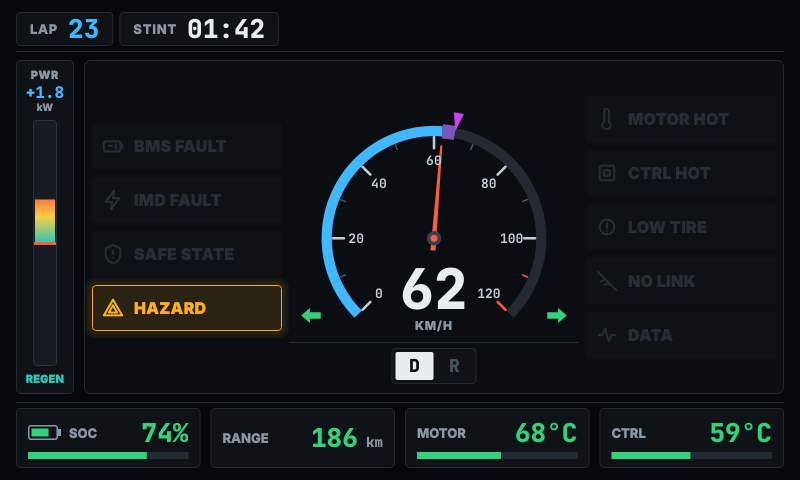 LAP 23 STINT 01:42
PWR
+1.8
kW
REGEN
BMS FAULT
IMD FAULT
SAFE STATE
HAZARD
0
20
40
60
80
100
120
62
KM/H
D R
MOTOR HOT
CTRL HOT
LOW TIRE
NO LINK
DATA
SOC 74%
RANGE 186 km
MOTOR 68°C
CTRL 59°C